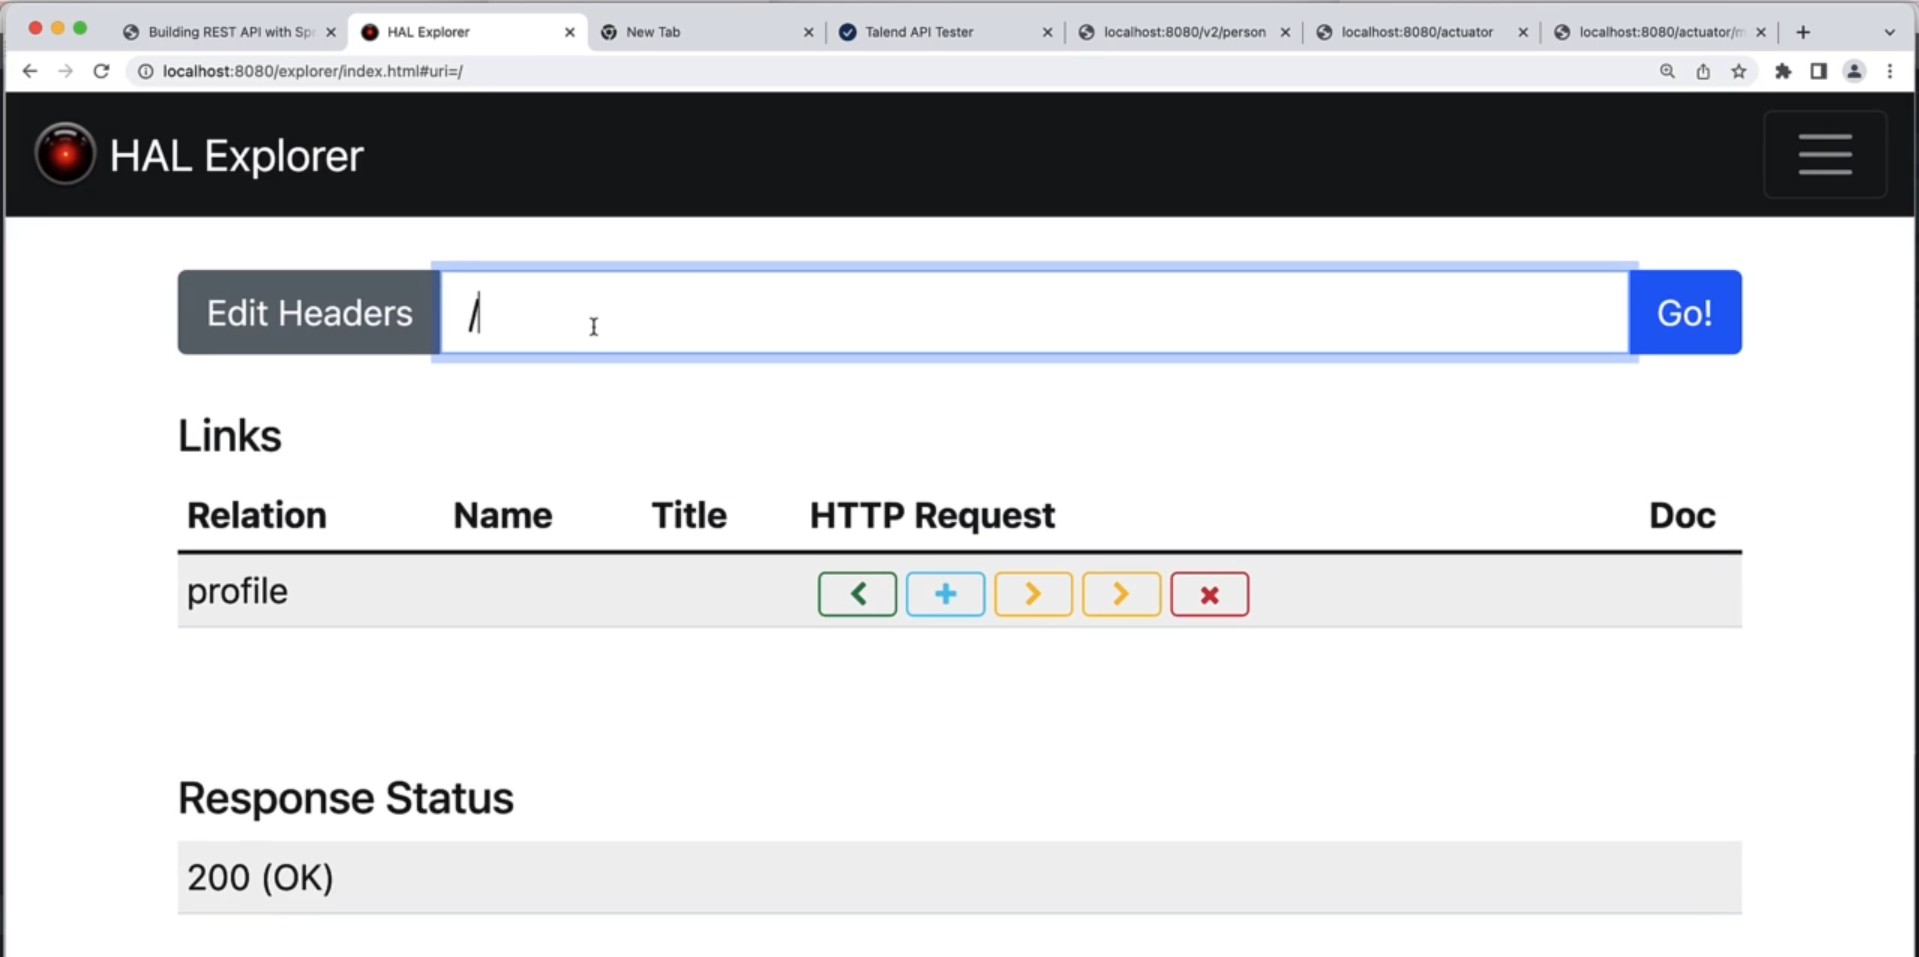 Building REST API with Spr
HAL Explorer
New Tab
Talend API Tester
localhost:8080/v2/person
localhost:8080/actuator
localhost:8080/actuator/m
localhost:8080/explorer/index.html#uri=/
HAL Explorer
Edit Headers
/
Go!
Links
Relation Name Title HTTP Request Doc
profile
Response Status
200 (OK)